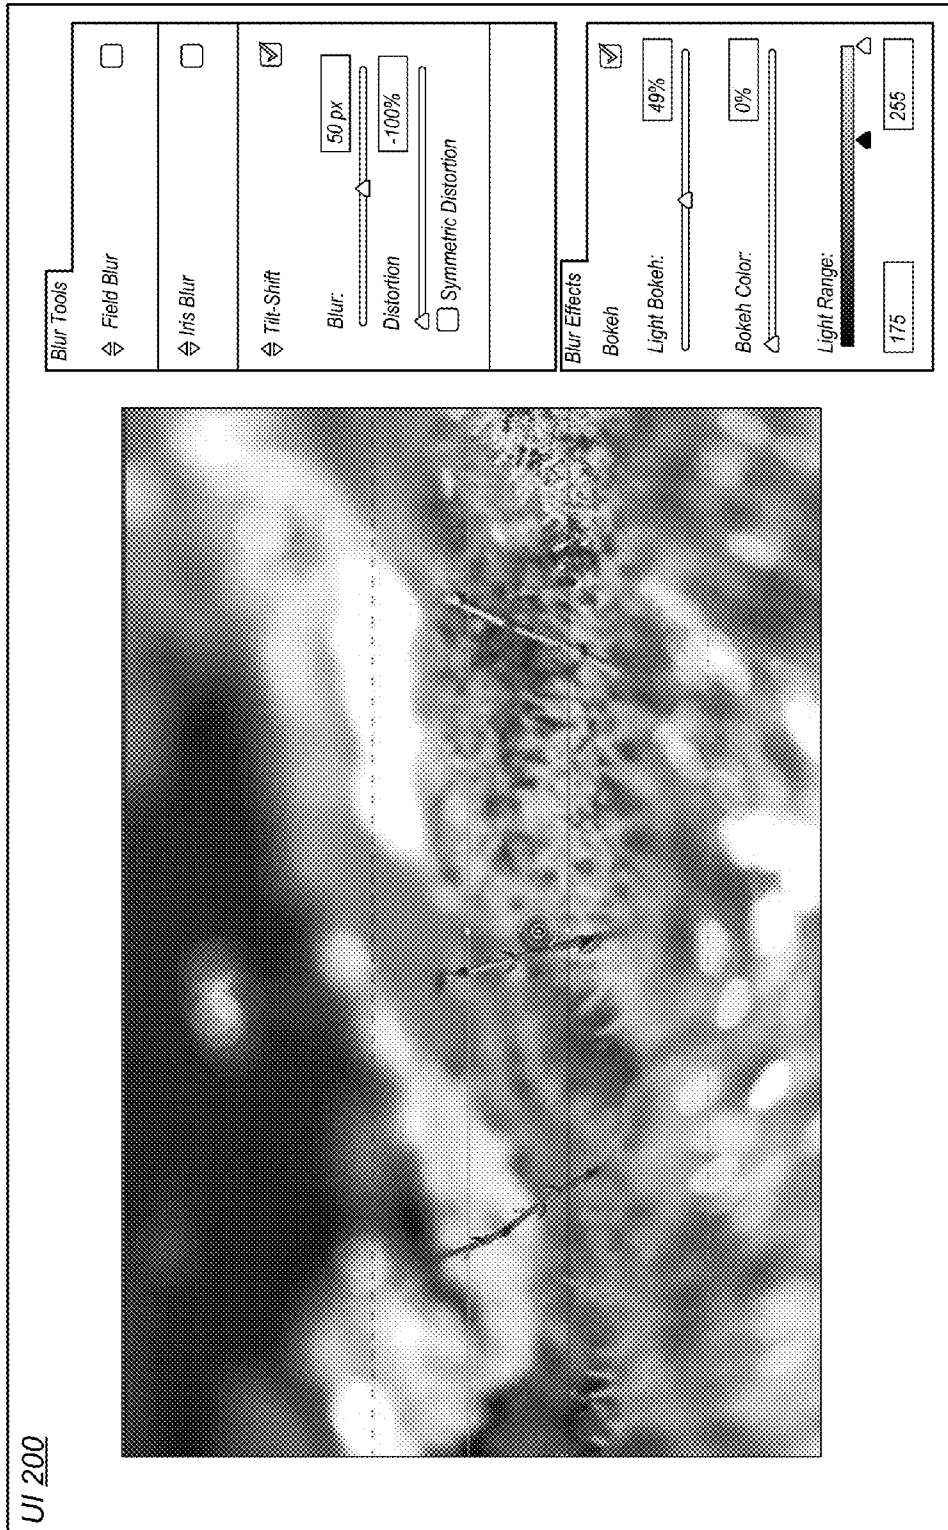 UI 200
Blur Tools
Field Blur
Iris Blur
Tilt-Shift
Blur:
50 px
Distortion
-100%
Symmetric Distortion
Blur Effects
Bokeh
Light Bokeh:
49%
Bokeh Color:
0%
Light Range:
175
255